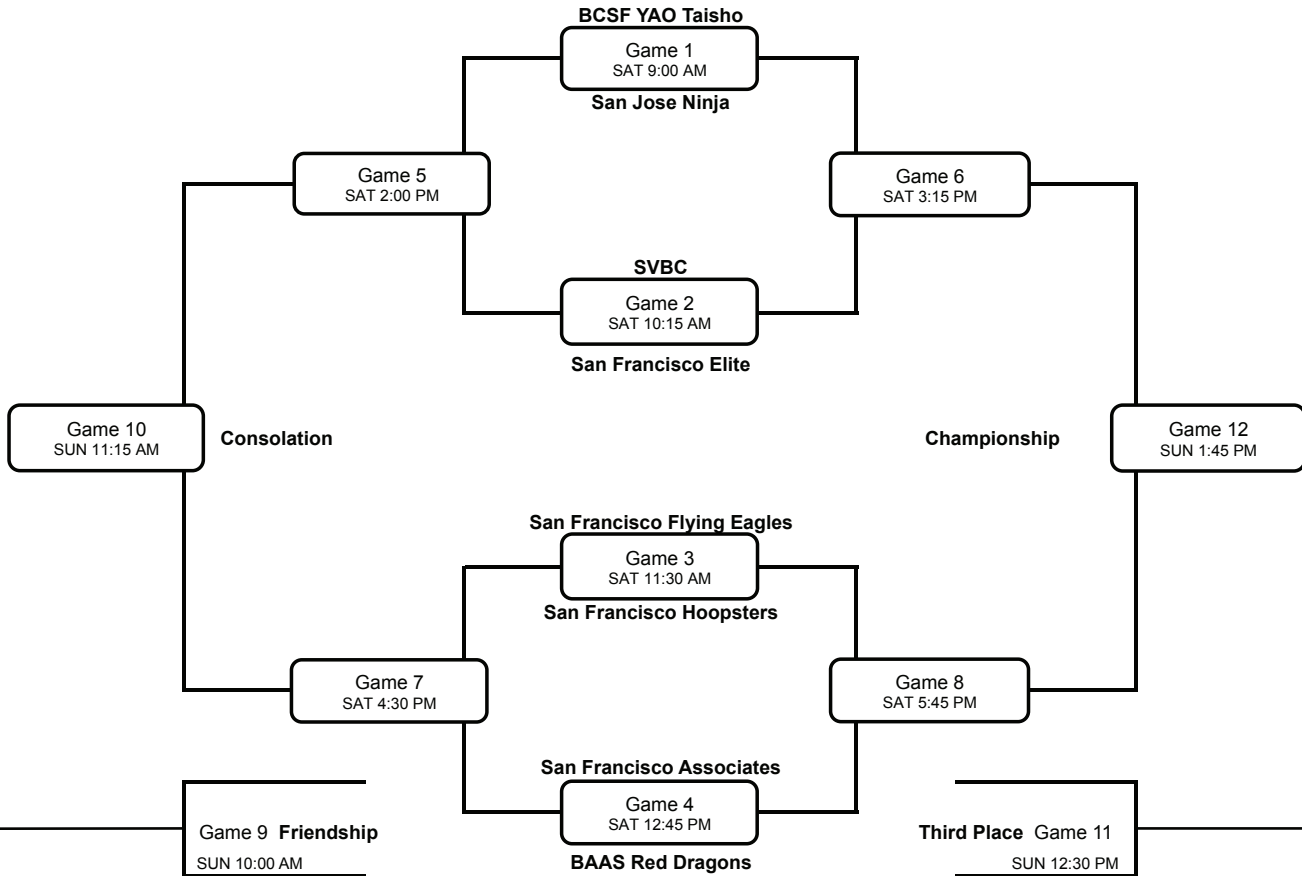 BCSF YAO Taisho
Game 1
SAT 9:00 AM
San Jose Ninja
Game 5
SAT 2:00 PM
Game 6
SAT 3:15 PM
SVBC
Game 2
SAT 10:15 AM
San Francisco Elite
Game 10
SUN 11:15 AM
Consolation
Championship
Game 12
SUN 1:45 PM
San Francisco Flying Eagles
Game 3
SAT 11:30 AM
San Francisco Hoopsters
Game 7
SAT 4:30 PM
Game 8
SAT 5:45 PM
San Francisco Associates
Game 4
SAT 12:45 PM
BAAS Red Dragons
Game 9 Friendship
SUN 10:00 AM
Third Place Game 11
SUN 12:30 PM